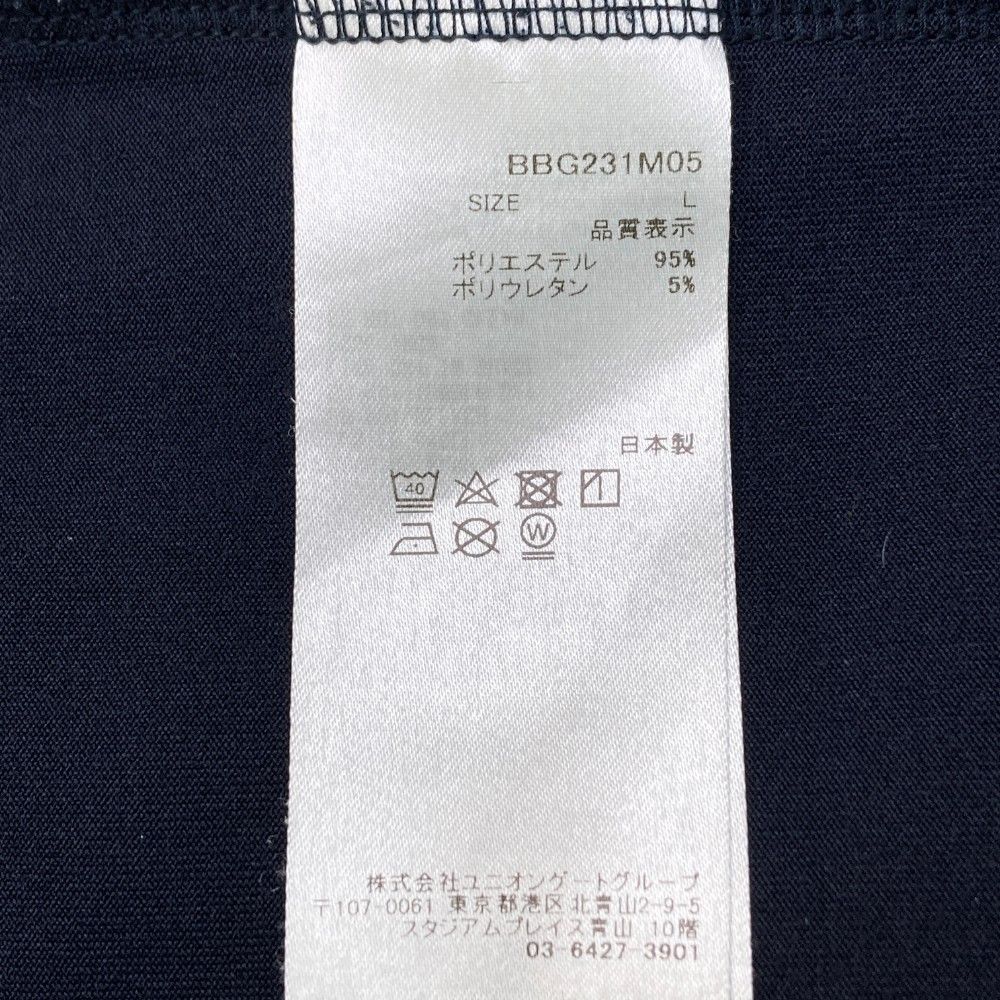 BBG231M05
SIZE L
品質表示
ポリエステル 95%
ポリウレタン 5%
日本製
40
W
株式会社ユニオンゲートグループ
〒107-0061 東京都港区北青山2-9-5
スタジアムプレイス青山 10階
03-6427-3901